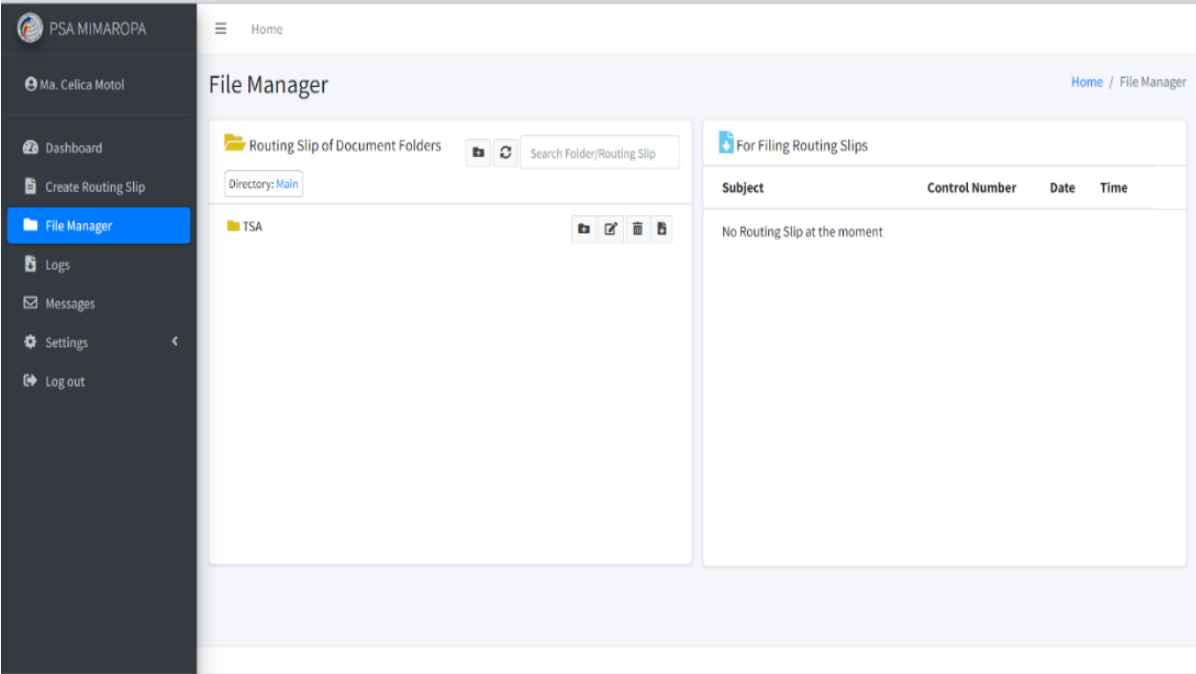 PSA MIMAROPA
Home
Ma. Celica Motol
File Manager
Home / File Manager
Dashboard
Create Routing Slip
File Manager
Logs
Messages
Settings
Log out
Routing Slip of Document Folders
Search Folder/Routing Slip
Directory: Main
TSA
For Filing Routing Slips
Subject Control Number Date Time
No Routing Slip at the moment